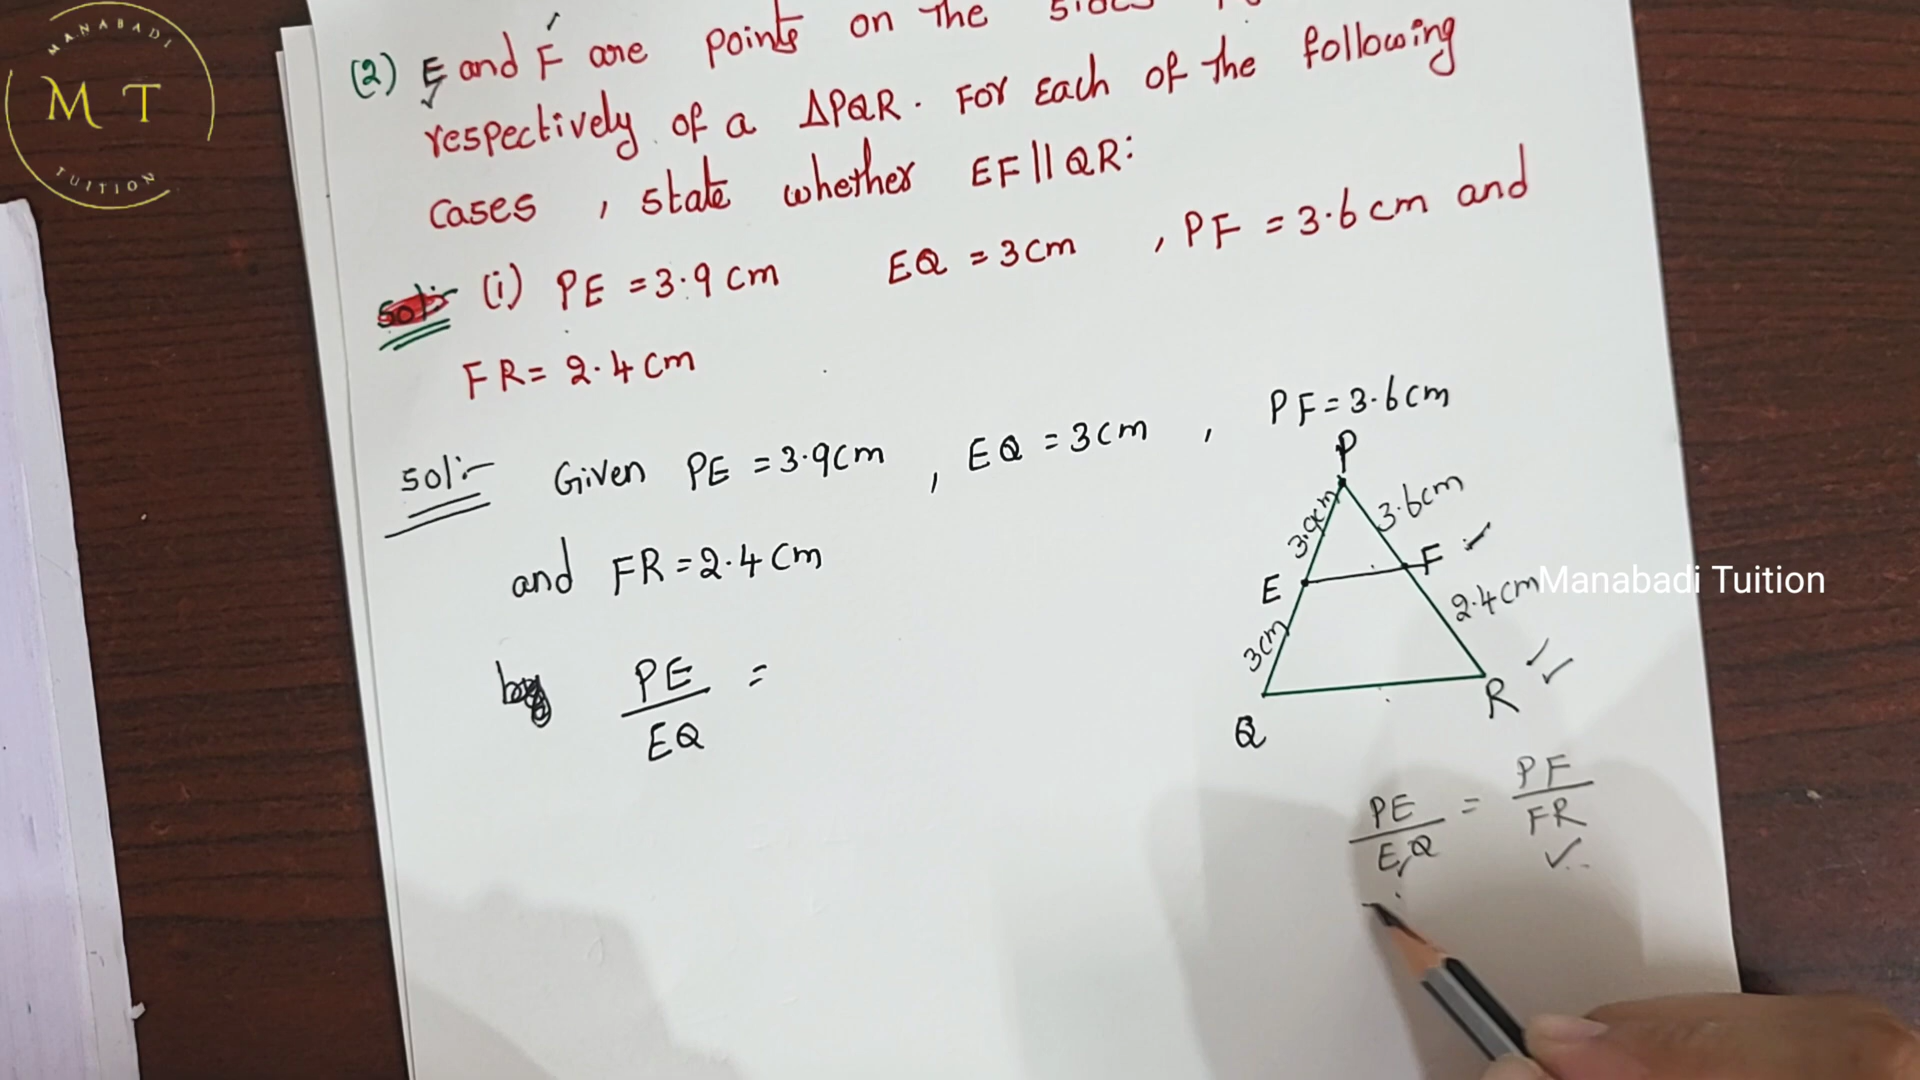 MANABADI
M T
TUITION
(2) E and F are points on the
respectively of a ΔPQR. For Each of the following
cases , state whether EF || QR:
sol:- (i) PE = 3.9 cm EQ = 3cm , PF = 3.6 cm and
FR = 2.4 cm
sol:- Given PE = 3.9cm , EQ = 3cm , PF = 3.6cm
and FR = 2.4 cm
by PE/EQ =
P
3.9cm 3.6cm
E F
3cm 2.4cm
Q R
Manabadi Tuition
PE/EQ = PF/FR